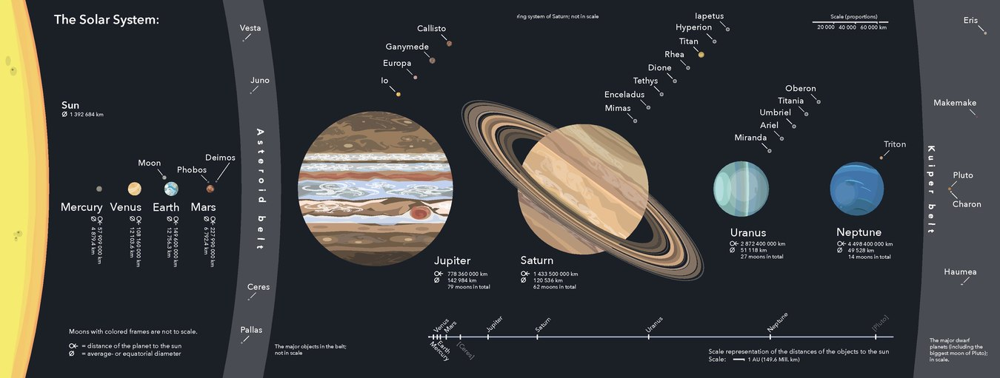 The Solar System:
Sun
Ø 1 392 684 km
Moon
Phobos
Deimos
Mercury
57 909 000 km
Ø 4 879.4 km
Venus
108 160 000 km
Ø 12 103.6 km
Earth
149 600 000 km
Ø 12 756.3 km
Mars
227 990 000 km
Ø 6 792.4 km
Moons with colored frames are not to scale.
= distance of the planet to the sun
Ø = average- or equatorial diameter
Vesta
Juno
Asteroid belt
Ceres
Pallas
The major objects in the belt;
not in scale
Callisto
Ganymede
Europa
Io
Jupiter
778 360 000 km
Ø 142 984 km
79 moons in total
ring system of Saturn; not in scale
Iapetus
Hyperion
Titan
Rhea
Dione
Tethys
Enceladus
Mimas
Saturn
1 433 500 000 km
Ø 120 536 km
62 moons in total
Scale (proportions)
20 000 40 000 60 000 km
Oberon
Titania
Umbriel
Ariel
Miranda
Uranus
2 872 400 000 km
Ø 51 118 km
27 moons in total
Triton
Neptune
4 498 400 000 km
Ø 49 528 km
14 moons in total
Venus
Mars
Jupiter
Saturn
Uranus
Neptune
[Pluto]
Mercury
Earth
[Ceres]
Scale representation of the distances of the objects to the sun
Scale: 1 AU (149.6 Mill. km)
Eris
Makemake
Kuiper belt
Pluto
Charon
Haumea
The major dwarf
planets (including the
biggest moon of Pluto);
in scale.